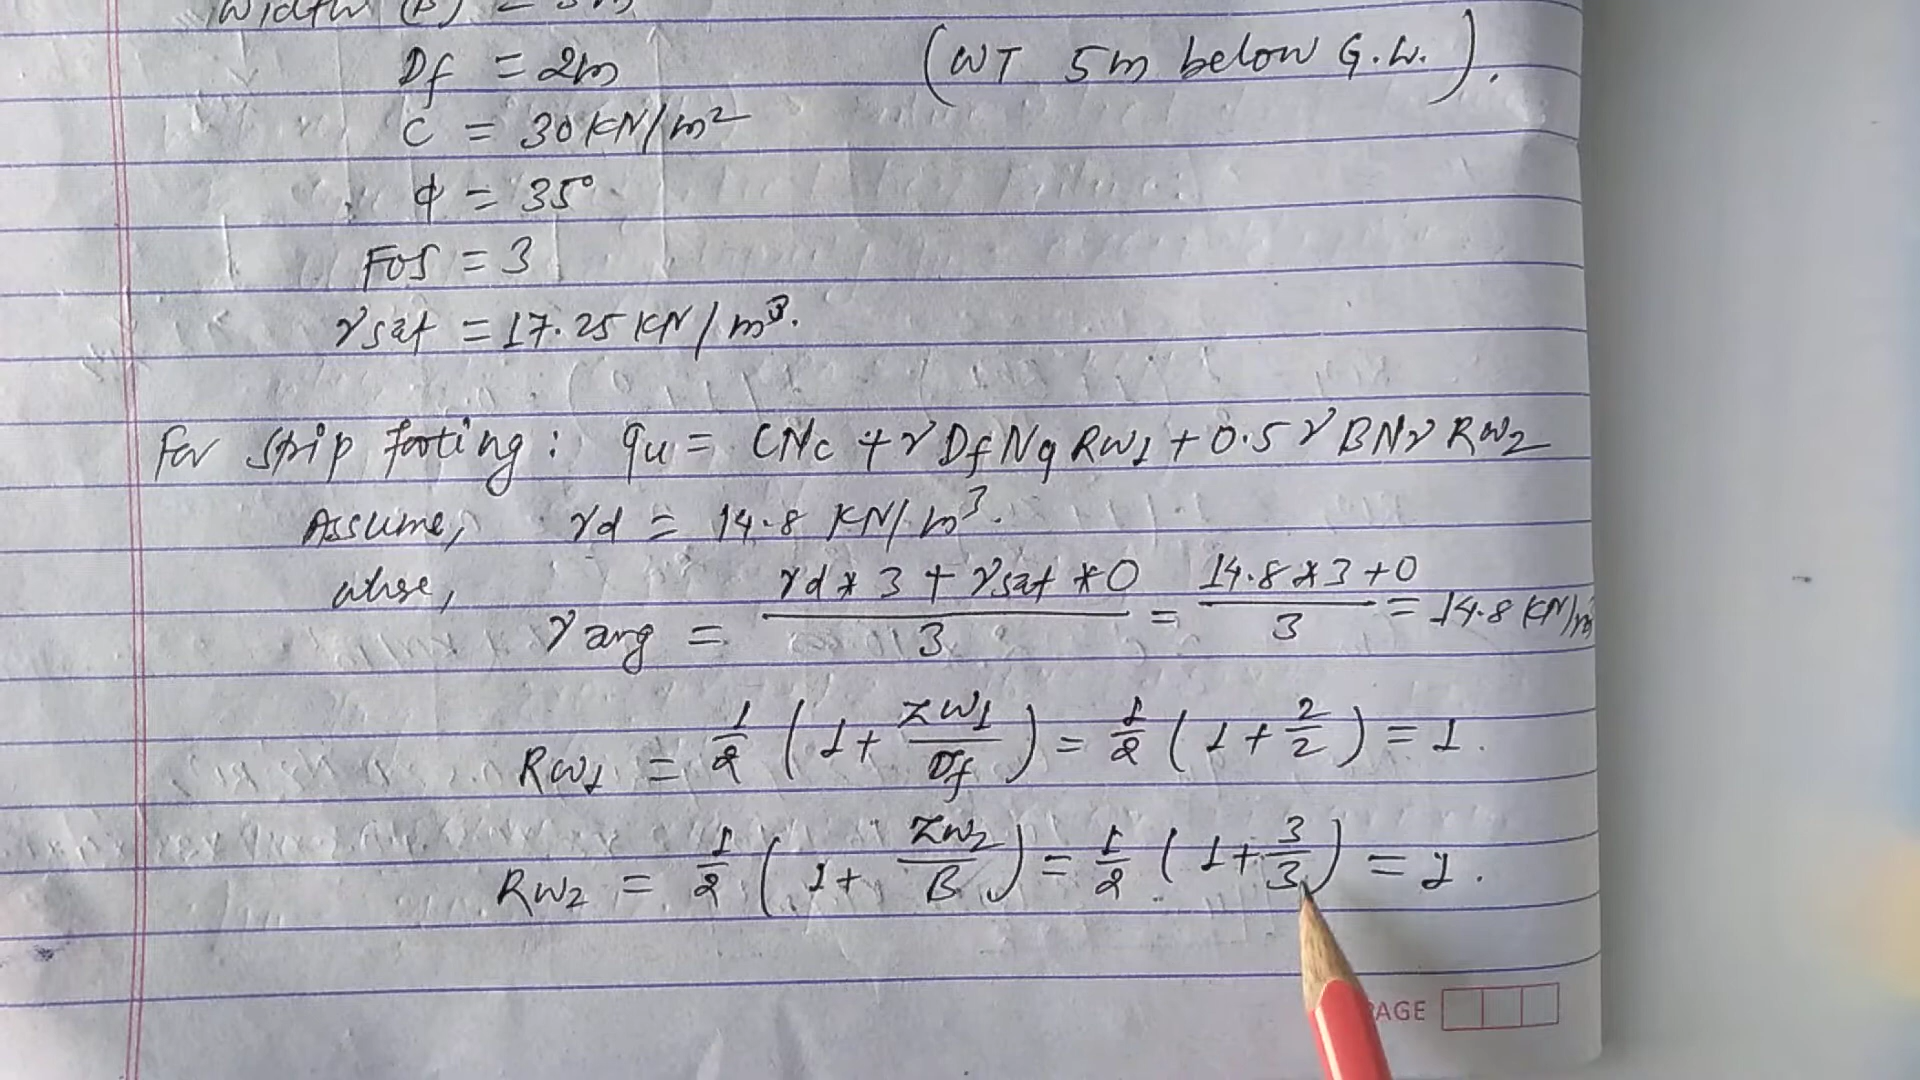 Width (B) = 3m
Df = 2m (WT 5m below G.W.).
C = 30 KN/m²
φ = 35°
FOS = 3
γsat = 17.25 KN/m³.
For strip footing: qu = CNc + γ Df Nq Rw1 + 0.5 γ B Nγ Rw2
Assume, γd = 14.8 KN/m³.
γavg = (γd * 3 + γsat * 0)/3 = (14.8 * 3 + 0)/3 = 14.8 KN/m
Rw1 = 1/2 (1 + Zw1/Df) = 1/2 (1 + 2/2) = 1.
Rw2 = 1/2 (1 + Zw2/B) = 1/2 (1 + 3/3) = 1.
PAGE